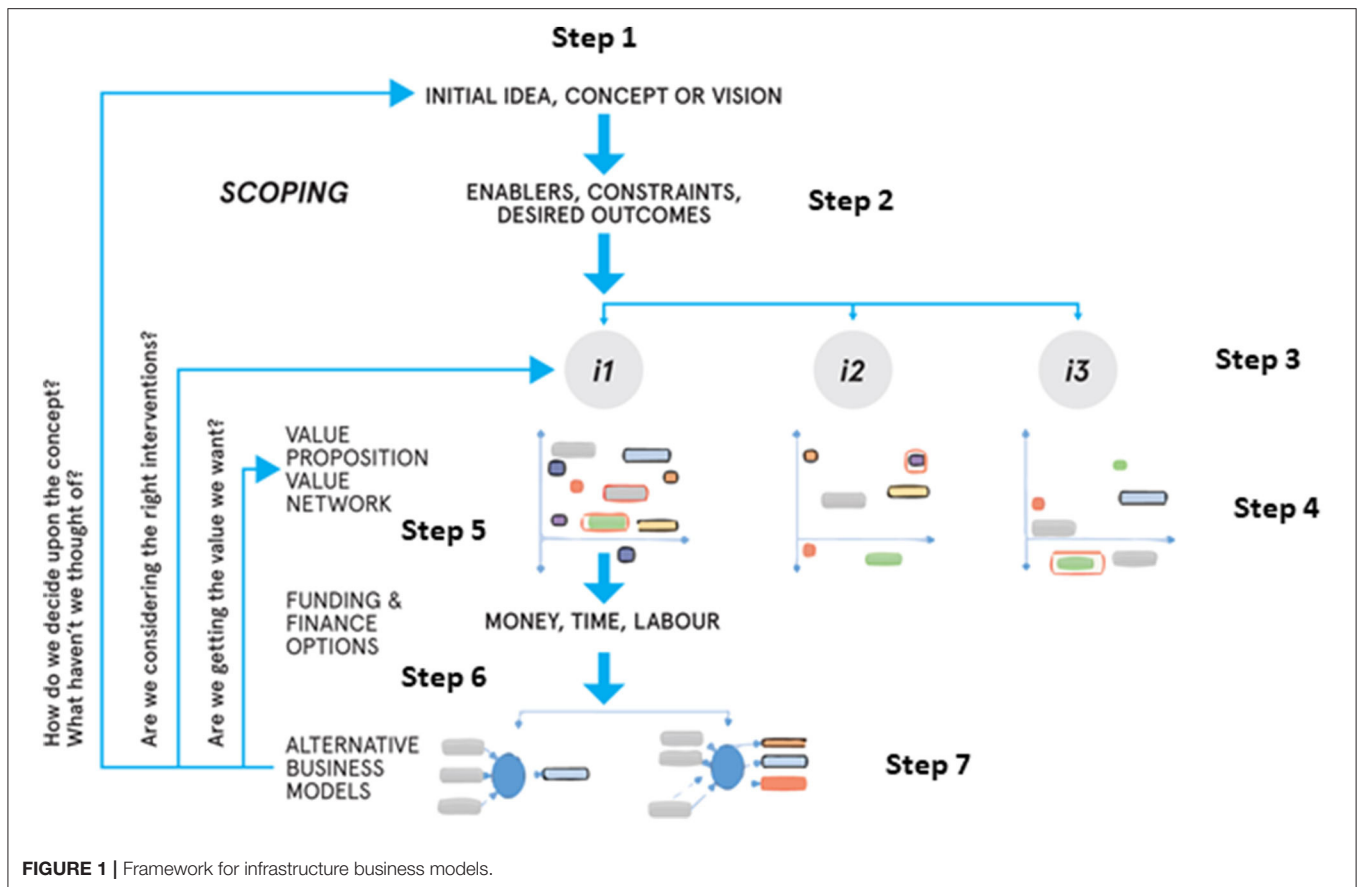 Step 1
INITIAL IDEA, CONCEPT OR VISION
SCOPING
ENABLERS, CONSTRAINTS,
DESIRED OUTCOMES
Step 2
i1
i2
i3
Step 3
How do we decide upon the concept?
What haven't we thought of?
Are we considering the right interventions?
Are we getting the value we want?
VALUE
PROPOSITION
VALUE
NETWORK
Step 4
Step 5
FUNDING &
FINANCE
OPTIONS
MONEY, TIME, LABOUR
Step 6
ALTERNATIVE
BUSINESS
MODELS
Step 7
FIGURE 1 | Framework for infrastructure business models.